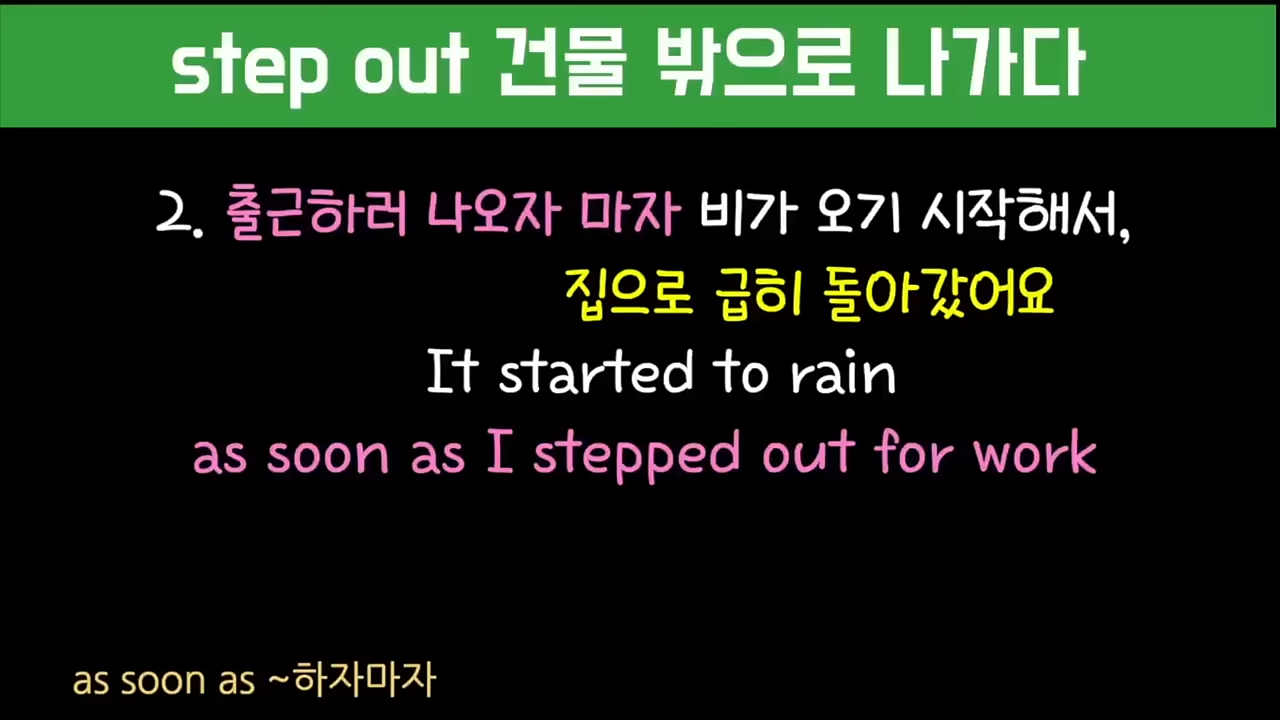 step out 건물 밖으로 나가다
2. 출근하러 나오자 마자 비가 오기 시작해서,
집으로 급히 돌아갔어요
It started to rain
as soon as I stepped out for work
as soon as ~하자마자